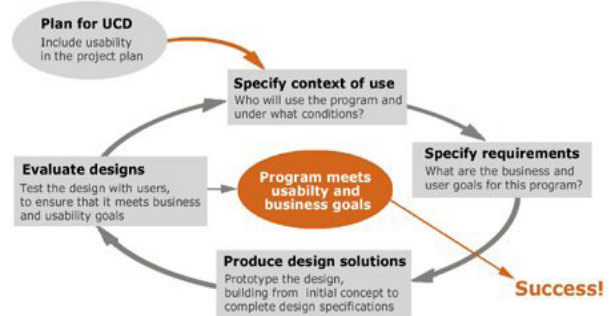 Plan for UCD
Include usability
in the project plan
Specify context of use
Who will use the program and
under what conditions?
Specify requirements
What are the business and
user goals for this program?
Evaluate designs
Test the design with users,
to ensure that it meets business
and usability goals
Program meets
usabilty and
business goals
Produce design solutions
Prototype the design,
building from initial concept to
complete design specifications
Success!